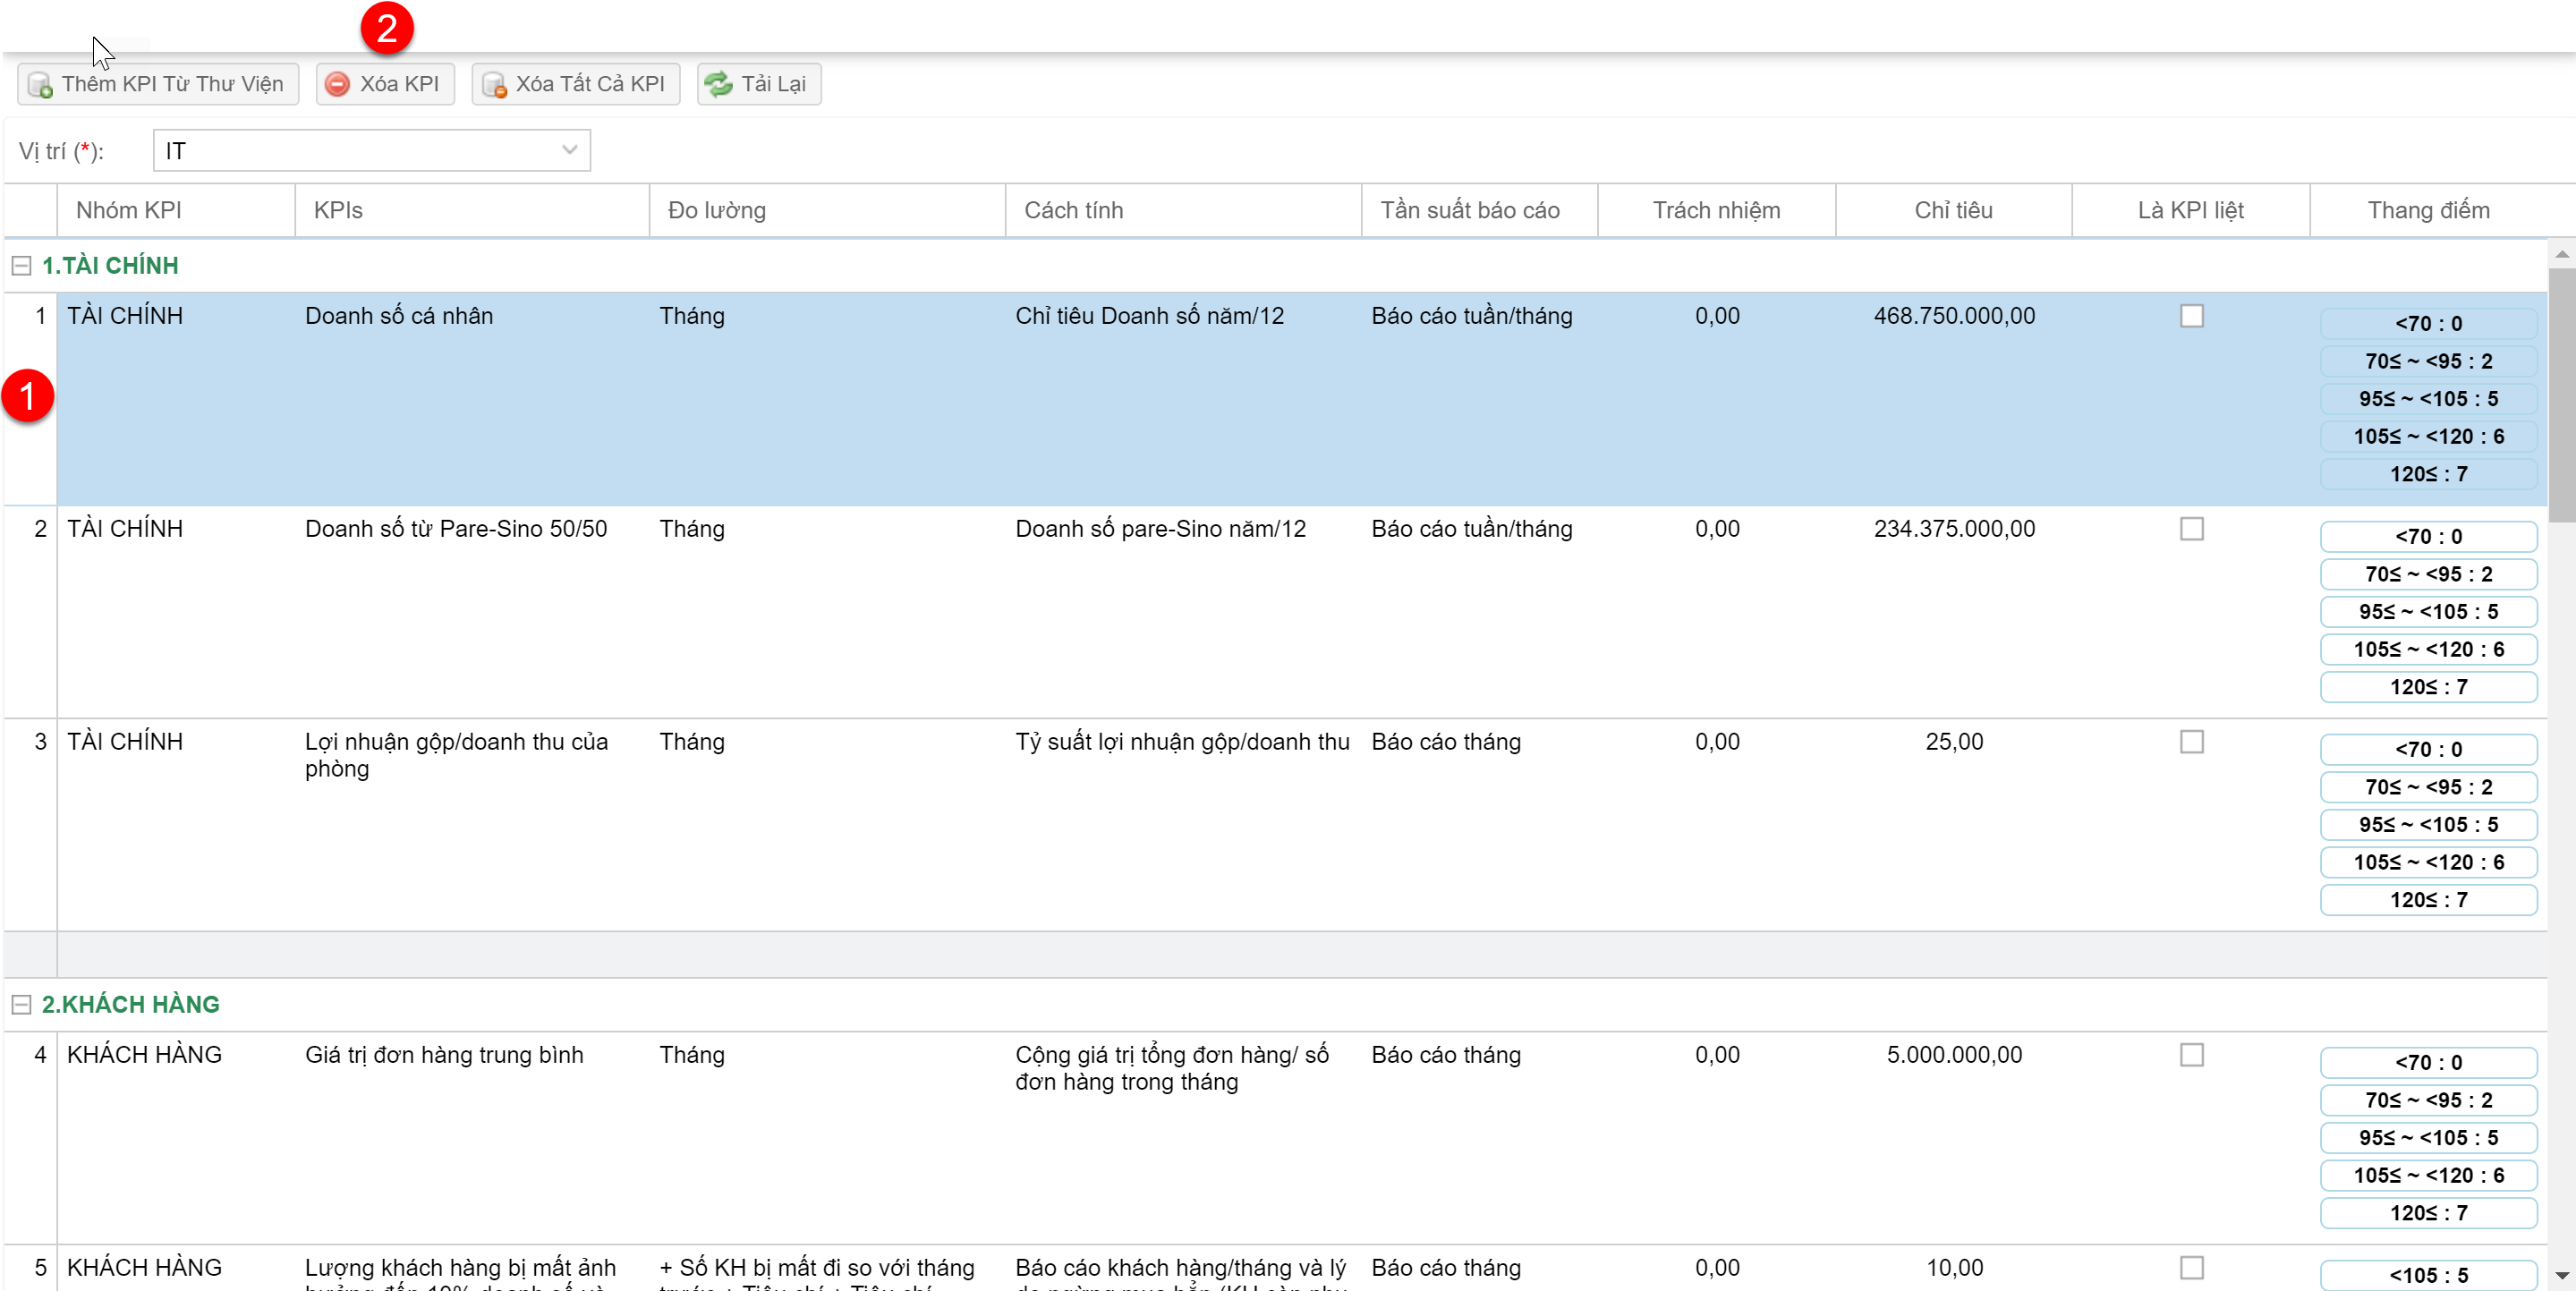 2
Thêm KPI Từ Thư Viện Xóa KPI Xóa Tất Cả KPI Tải Lại
Vị trí (*): IT
Nhóm KPI KPIs Đo lường Cách tính Tần suất báo cáo Trách nhiệm Chỉ tiêu Là KPI liệt Thang điểm
1.TÀI CHÍNH
1 TÀI CHÍNH Doanh số cá nhân Tháng Chỉ tiêu Doanh số năm/12 Báo cáo tuần/tháng 0,00 468.750.000,00
<70 : 0
70≤ ~ <95 : 2
1
95≤ ~ <105 : 5
105≤ ~ <120 : 6
120≤ : 7
2 TÀI CHÍNH Doanh số từ Pare-Sino 50/50 Tháng Doanh số pare-Sino năm/12 Báo cáo tuần/tháng 0,00 234.375.000,00
<70 : 0
70≤ ~ <95 : 2
95≤ ~ <105 : 5
105≤ ~ <120 : 6
120≤ : 7
3 TÀI CHÍNH Lợi nhuận gộp/doanh thu của Tháng Tỷ suất lợi nhuận gộp/doanh thu Báo cáo tháng 0,00 25,00
phòng
<70 : 0
70≤ ~ <95 : 2
95≤ ~ <105 : 5
105≤ ~ <120 : 6
120≤ : 7
2.KHÁCH HÀNG
4 KHÁCH HÀNG Giá trị đơn hàng trung bình Tháng Cộng giá trị tổng đơn hàng/ số Báo cáo tháng 0,00 5.000.000,00
đơn hàng trong tháng
<70 : 0
70≤ ~ <95 : 2
95≤ ~ <105 : 5
105≤ ~ <120 : 6
120≤ : 7
5 KHÁCH HÀNG Lượng khách hàng bị mất ảnh + Số KH bị mất đi so với tháng Báo cáo khách hàng/tháng và lý Báo cáo tháng 0,00 10,00
<105 : 5